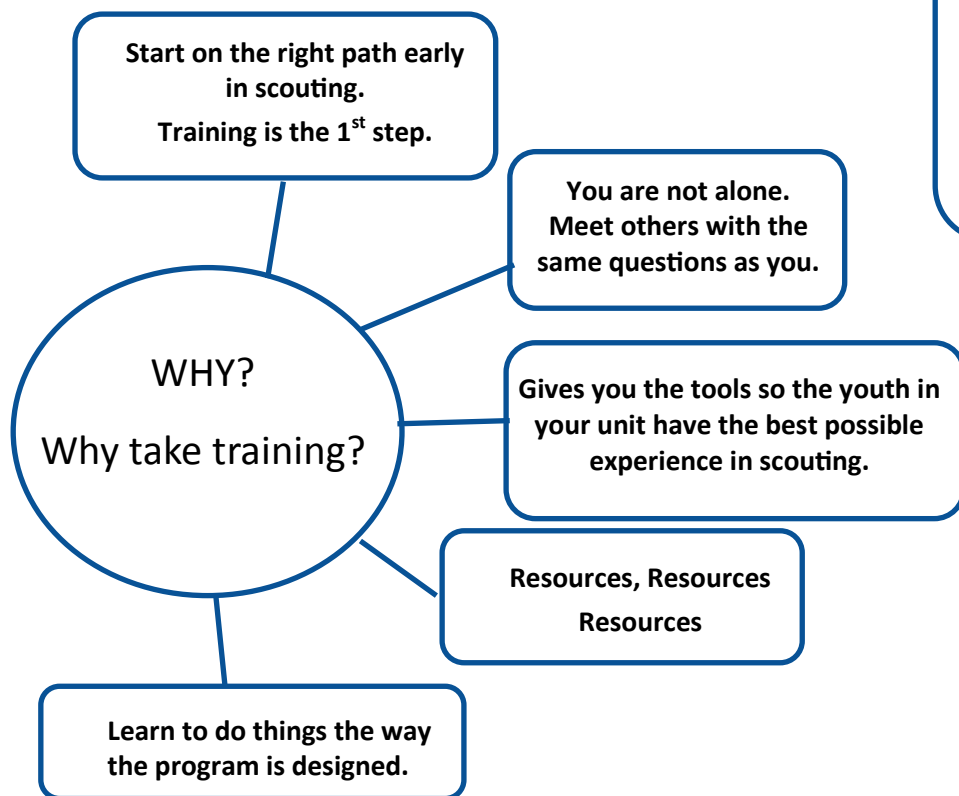 Start on the right path early
in scouting.
Training is the 1st step.
You are not alone.
Meet others with the
same questions as you.
WHY?
Why take training?
Gives you the tools so the youth in
your unit have the best possible
experience in scouting.
Resources, Resources
Resources
Learn to do things the way
the program is designed.